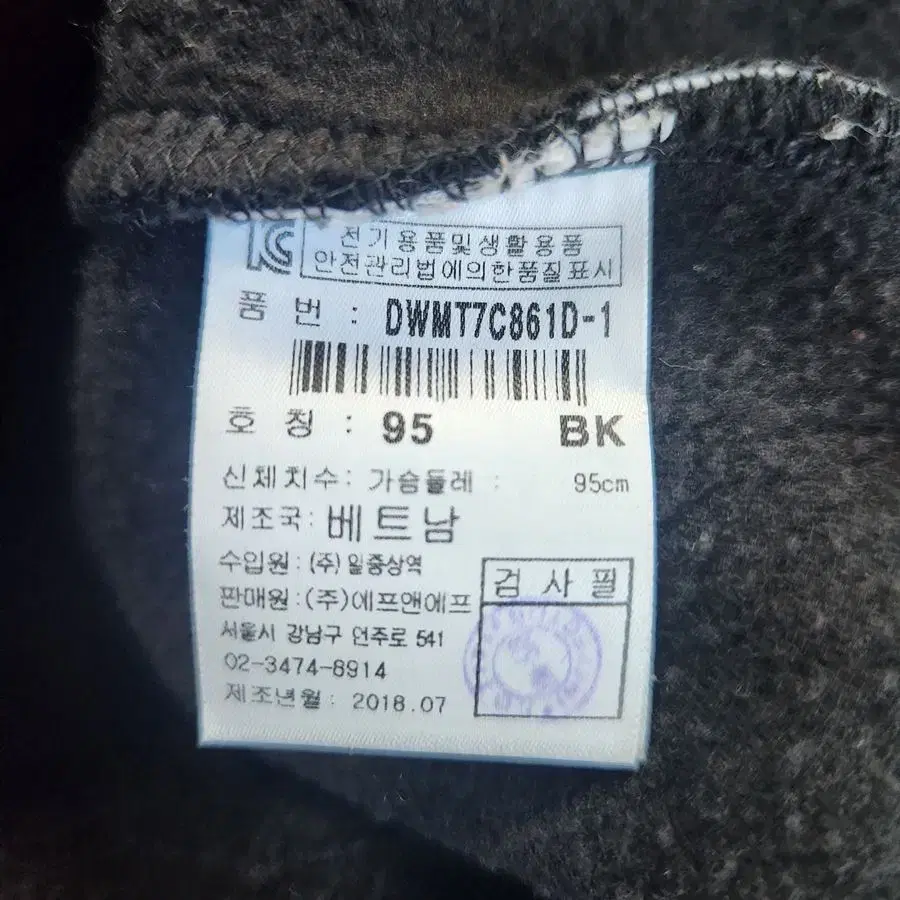 KC 전기용품및생활용품
안전관리법에의한품질표시
품 번 : DWMT7C861D-1
호 칭 : 95 BK
신체치수: 가슴둘레 : 95cm
제조국: 베트남
수입원 : (주) 일중상역
판매원 : (주)에프앤에프
서울시 강남구 언주로 541
02-3474-8914
제조년월 : 2018.07
검 사 필